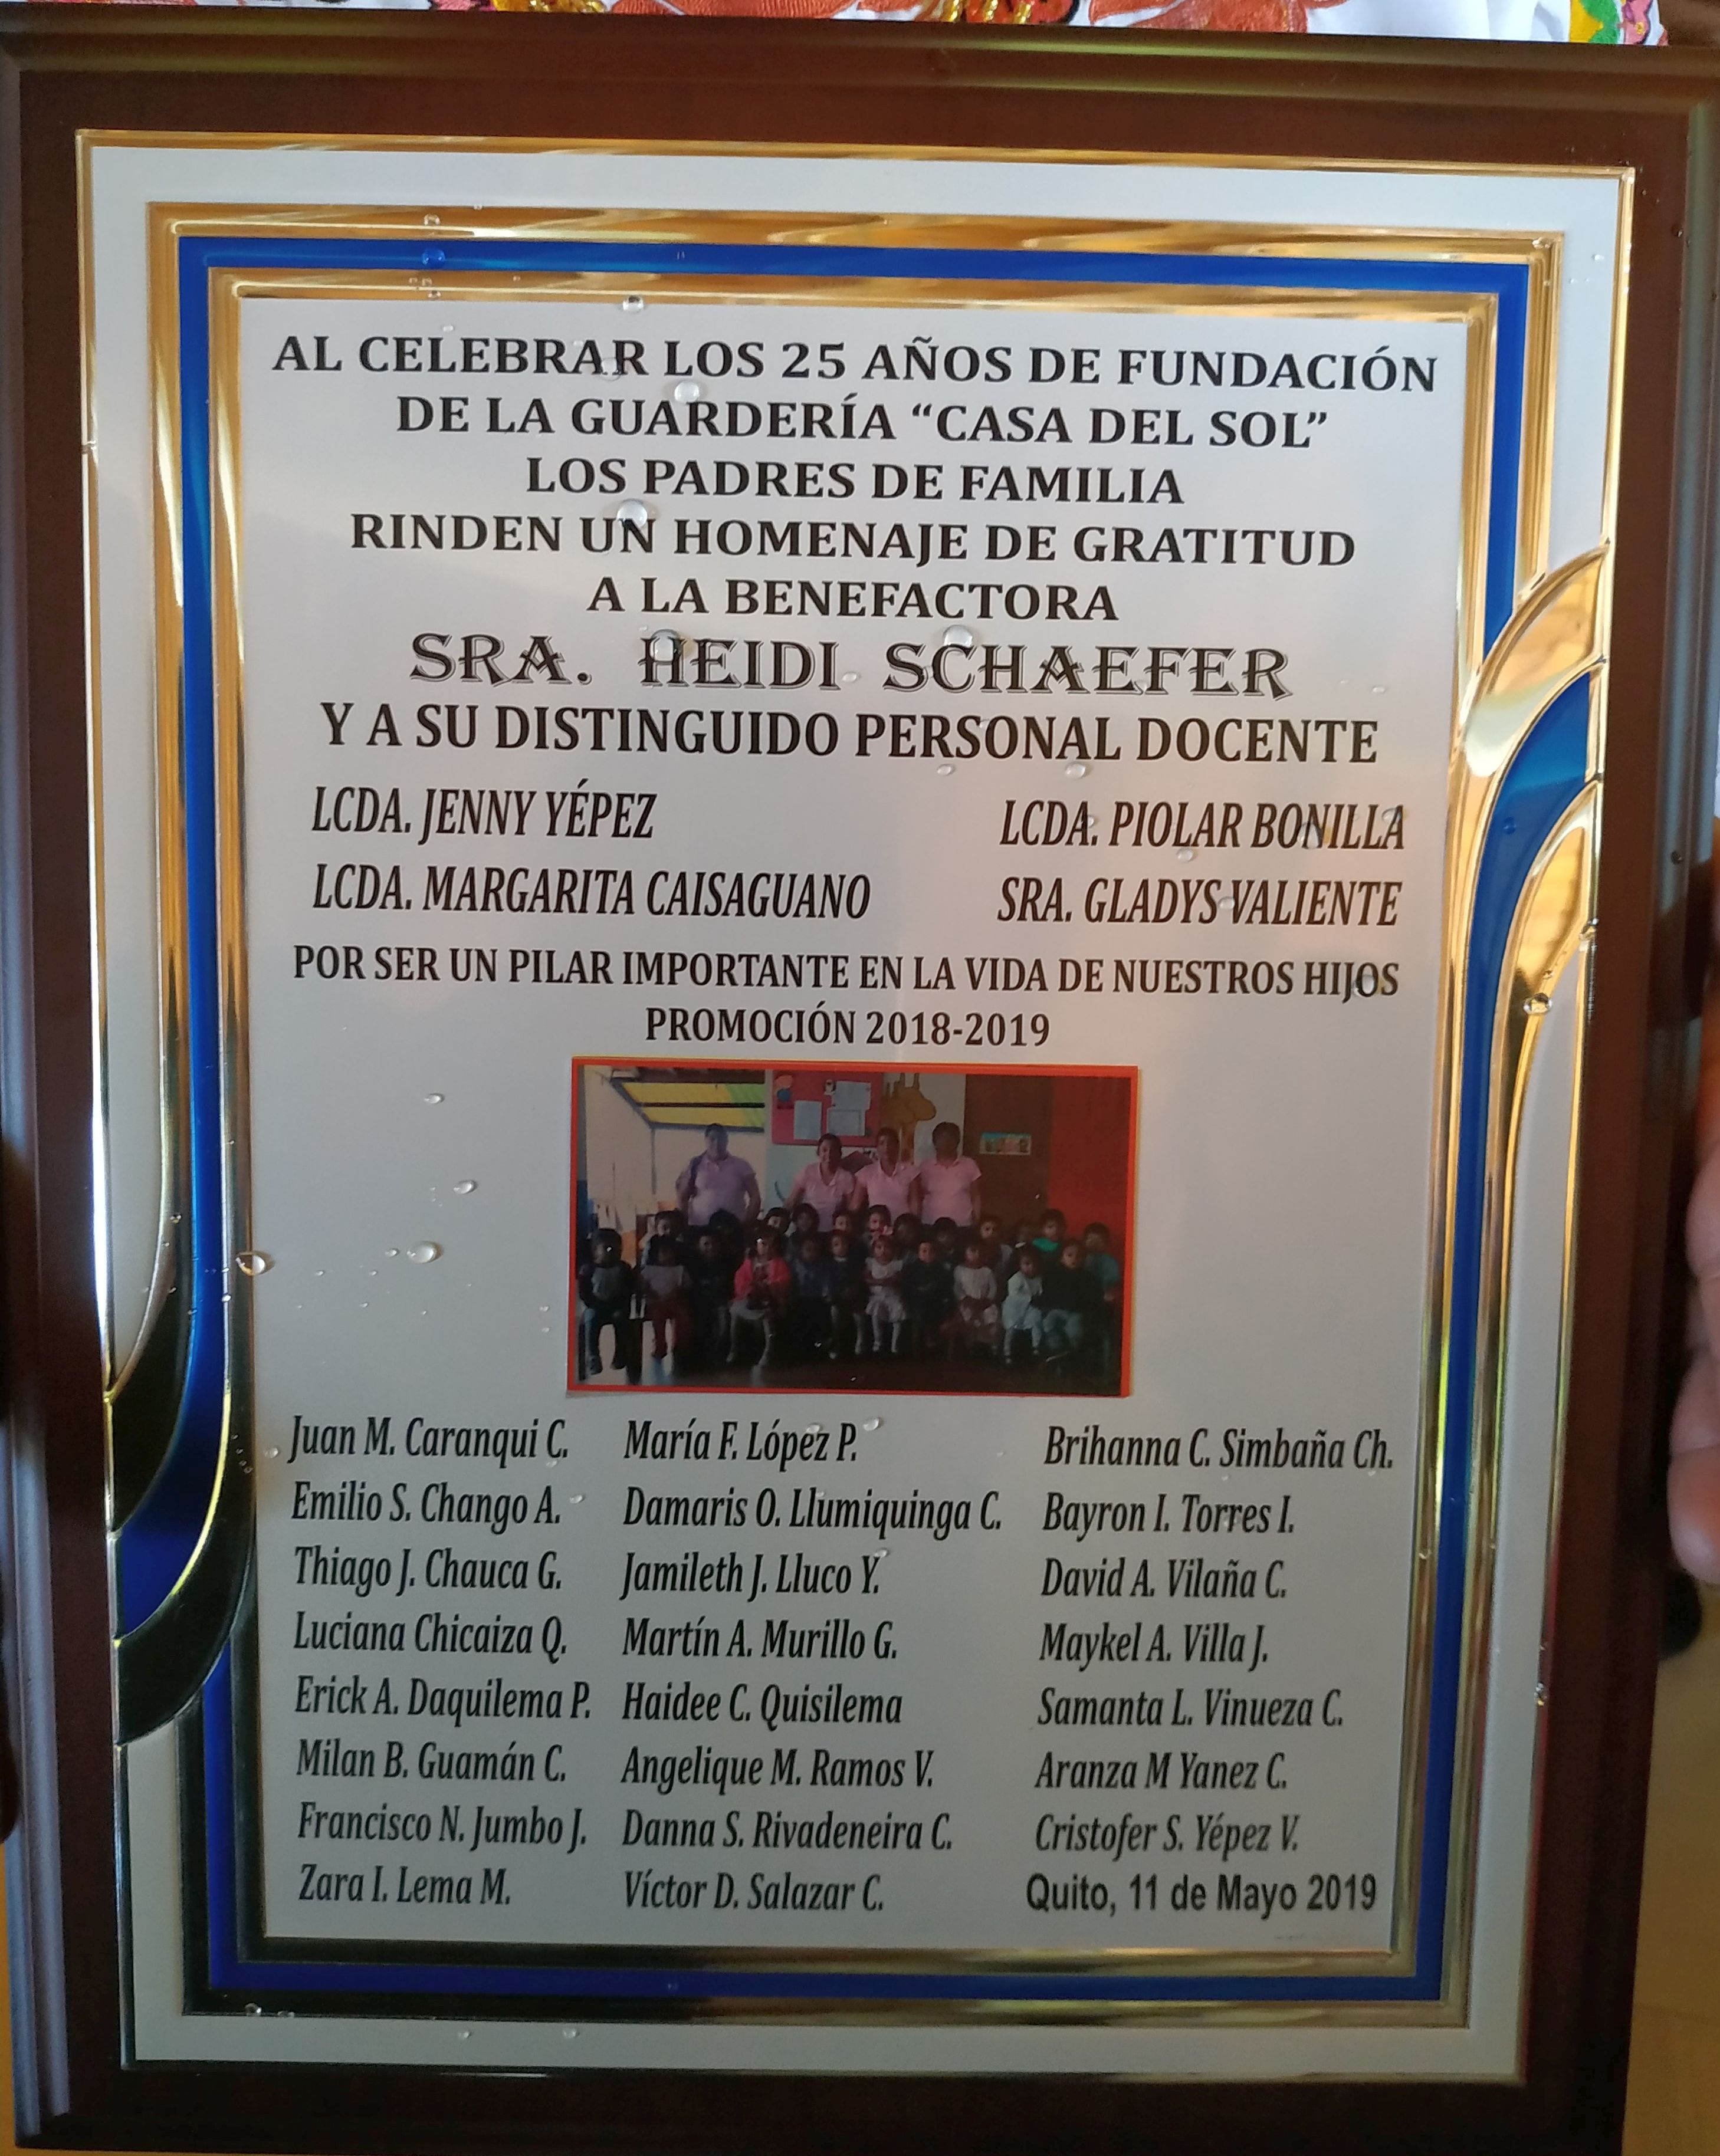 AL CELEBRAR LOS 25 AÑOS DE FUNDACIÓN
DE LA GUARDERÍA “CASA DEL SOL”
LOS PADRES DE FAMILIA
RINDEN UN HOMENAJE DE GRATITUD
A LA BENEFACTORA
SRA. HEIDI SCHAEFER
Y A SU DISTINGUIDO PERSONAL DOCENTE
LCDA. JENNY YÉPEZ LCDA. PIOLAR BONILLA
LCDA. MARGARITA CAISAGUANO SRA. GLADYS VALIENTE
POR SER UN PILAR IMPORTANTE EN LA VIDA DE NUESTROS HIJOS
PROMOCIÓN 2018-2019
Juan M. Caranqui C. María F. López P. Brihanna C. Simbaña Ch.
Emilio S. Chango A. Damaris O. Llumiquinga C. Bayron I. Torres I.
Thiago J. Chauca G. Jamileth J. Lluco Y. David A. Vilaña C.
Luciana Chicaiza Q. Martín A. Murillo G. Maykel A. Villa J.
Erick A. Daquilema P. Haidee C. Quisilema Samanta L. Vinueza C.
Milan B. Guamán C. Angelique M. Ramos V. Aranza M Yanez C.
Francisco N. Jumbo J. Danna S. Rivadeneira C. Cristofer S. Yépez V.
Zara I. Lema M. Víctor D. Salazar C. Quito, 11 de Mayo 2019